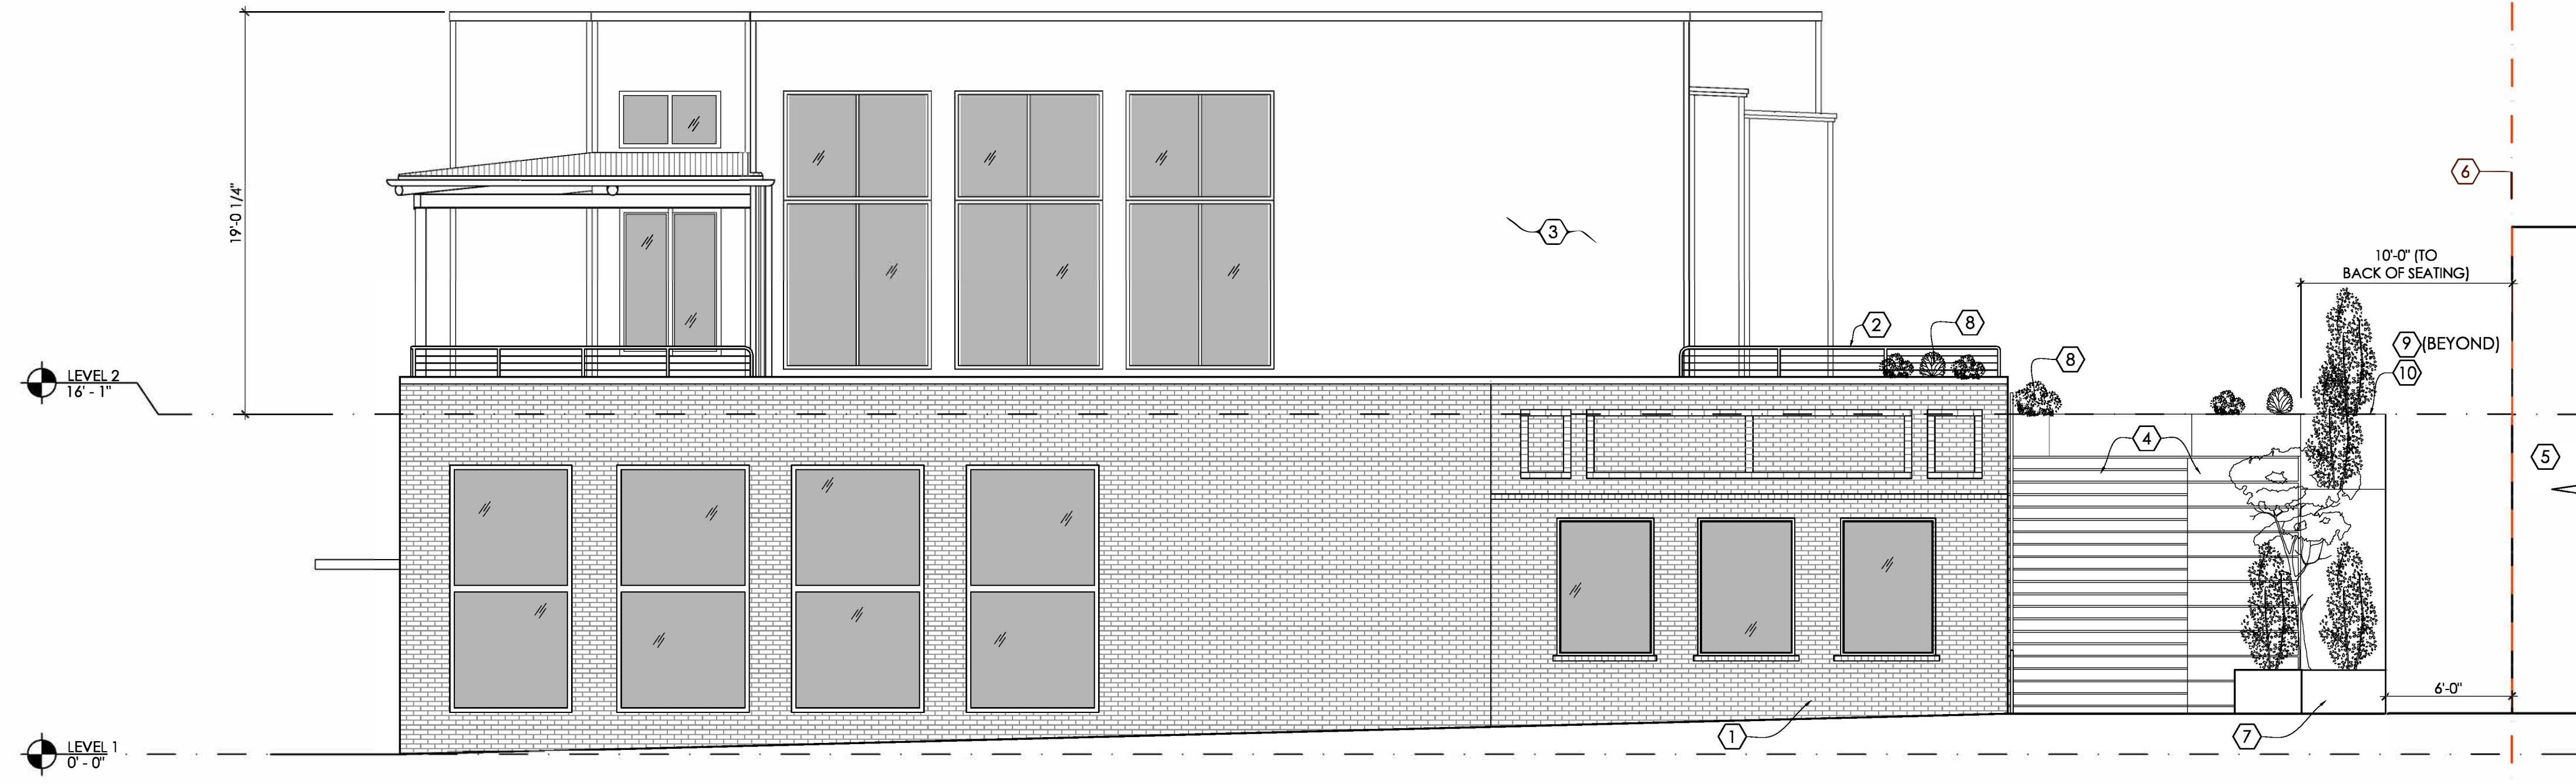 6
19'-0 1/4"
3
10'-0" (TO
BACK OF SEATING)
2
8
9 (BEYOND)
8
10
LEVEL 2
16' - 1"
4
5
6'-0"
1
7
LEVEL 1
0' - 0"